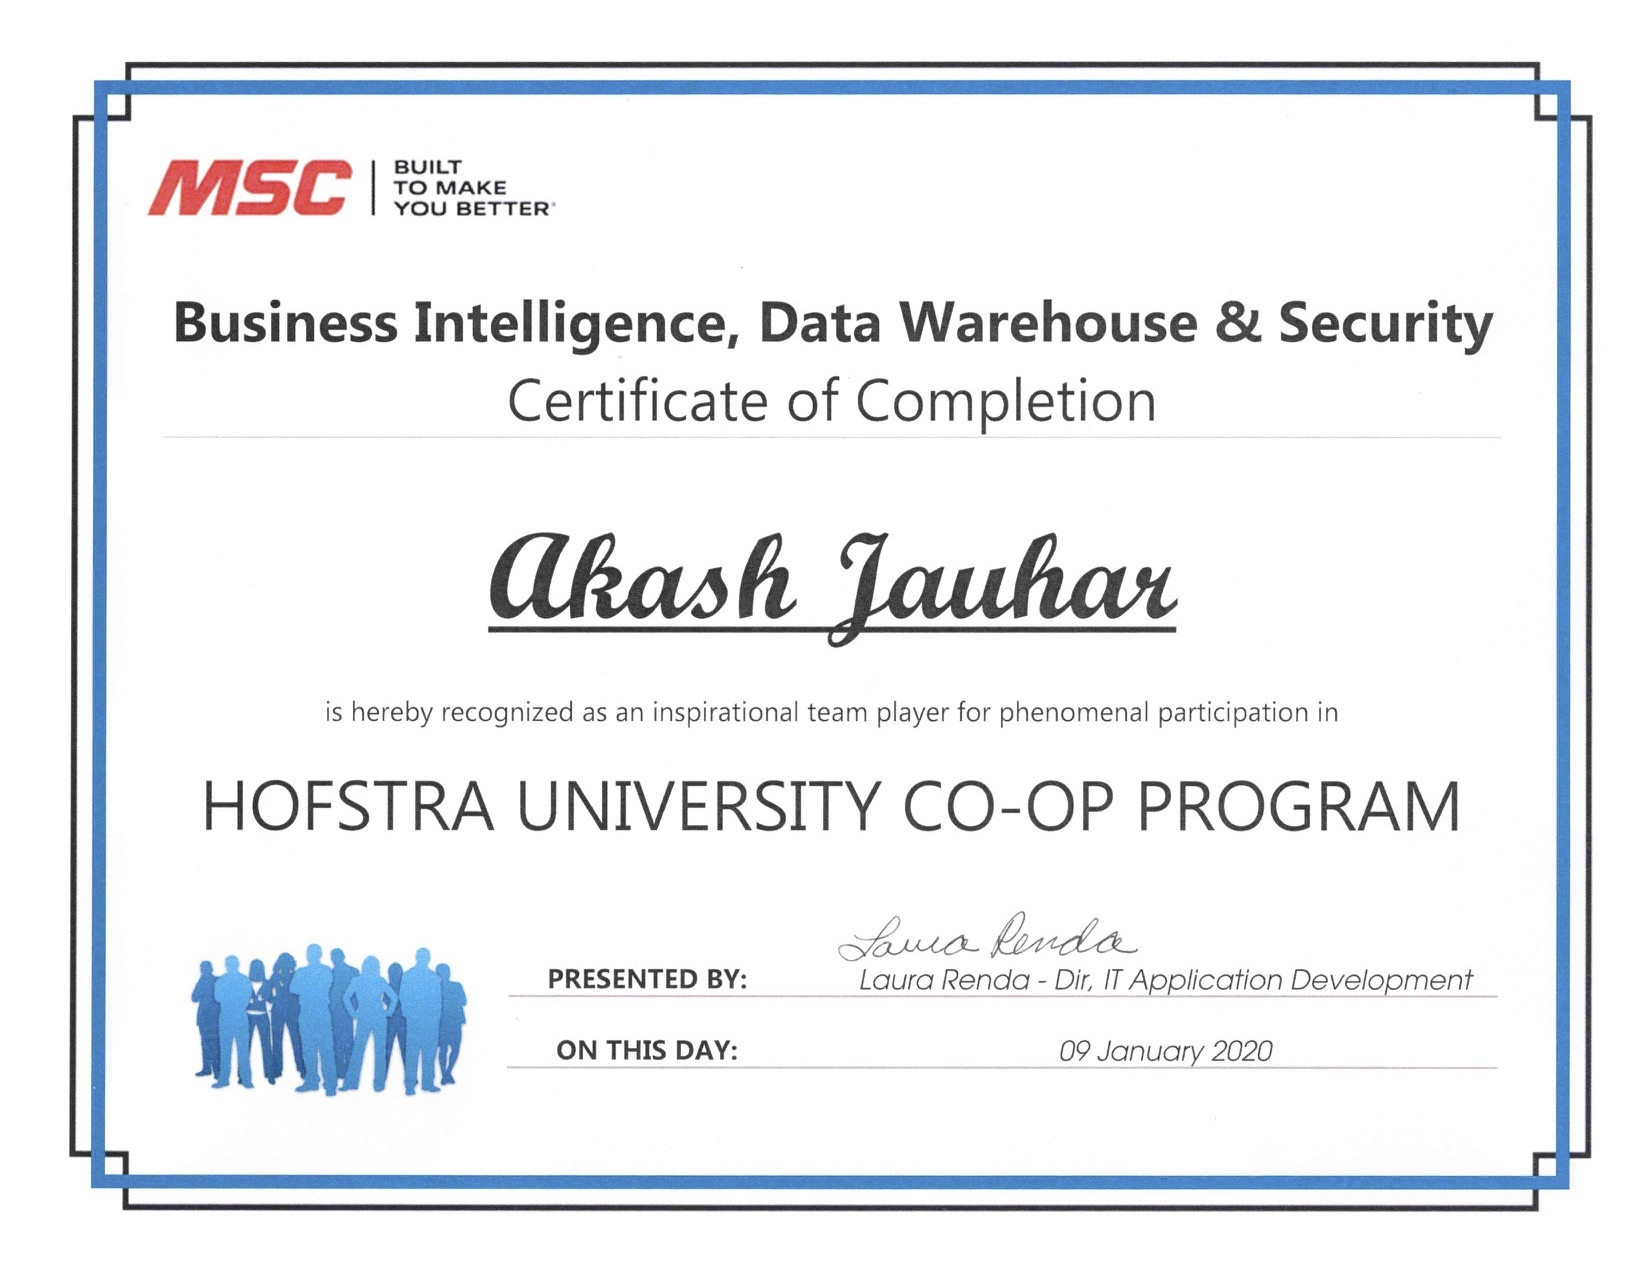 MSC
BUILT
TO MAKE
YOU BETTER®
Business Intelligence, Data Warehouse & Security
Certificate of Completion
Akash Jauhar
is hereby recognized as an inspirational team player for phenomenal participation in
HOFSTRA UNIVERSITY CO-OP PROGRAM
Laura Renda
PRESENTED BY: Laura Renda - Dir, IT Application Development
ON THIS DAY: 09 January 2020